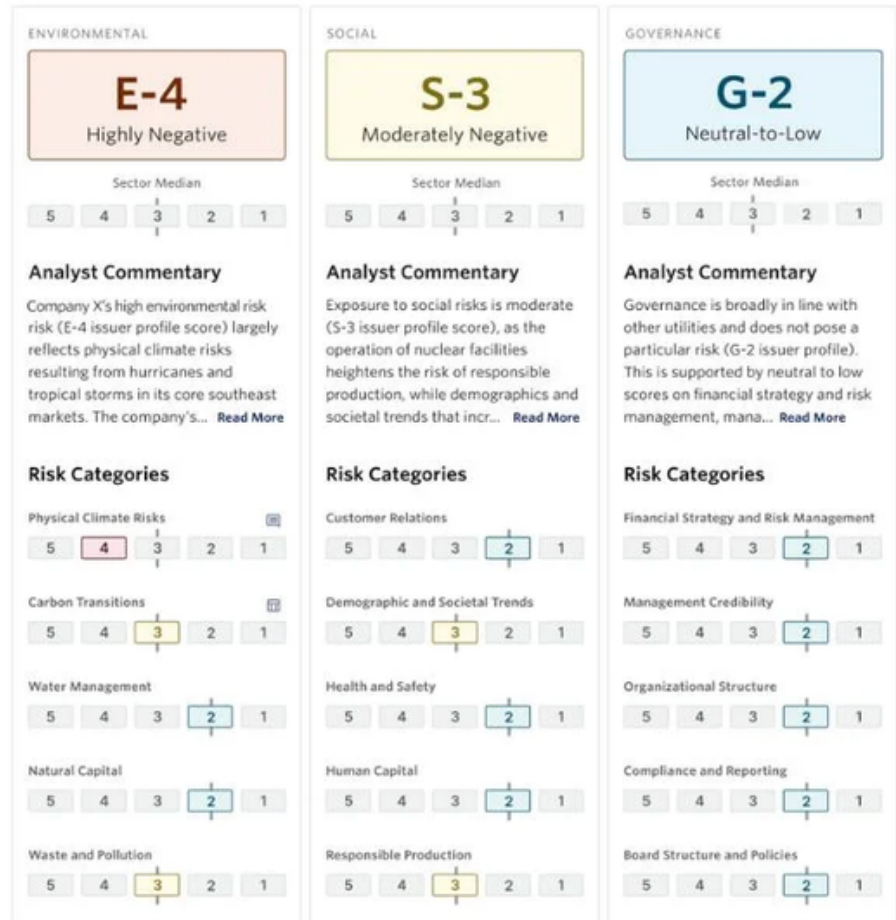 ENVIRONMENTAL
E-4
Highly Negative
Sector Median
5 4 3 2 1
Analyst Commentary
Company X's high environmental risk
risk (E-4 issuer profile score) largely
reflects physical climate risks
resulting from hurricanes and
tropical storms in its core southeast
markets. The company's... Read More
Risk Categories
Physical Climate Risks
5 4 3 2 1
Carbon Transitions
5 4 3 2 1
Water Management
5 4 3 2 1
Natural Capital
5 4 3 2 1
Waste and Pollution
5 4 3 2 1
SOCIAL
S-3
Moderately Negative
Sector Median
5 4 3 2 1
Analyst Commentary
Exposure to social risks is moderate
(S-3 issuer profile score), as the
operation of nuclear facilities
heightens the risk of responsible
production, while demographics and
societal trends that incr... Read More
Risk Categories
Customer Relations
5 4 3 2 1
Demographic and Societal Trends
5 4 3 2 1
Health and Safety
5 4 3 2 1
Human Capital
5 4 3 2 1
Responsible Production
5 4 3 2 1
GOVERNANCE
G-2
Neutral-to-Low
Sector Median
5 4 3 2 1
Analyst Commentary
Governance is broadly in line with
other utilities and does not pose a
particular risk (G-2 issuer profile).
This is supported by neutral to low
scores on financial strategy and risk
management, mana... Read More
Risk Categories
Financial Strategy and Risk Management
5 4 3 2 1
Management Credibility
5 4 3 2 1
Organizational Structure
5 4 3 2 1
Compliance and Reporting
5 4 3 2 1
Board Structure and Policies
5 4 3 2 1